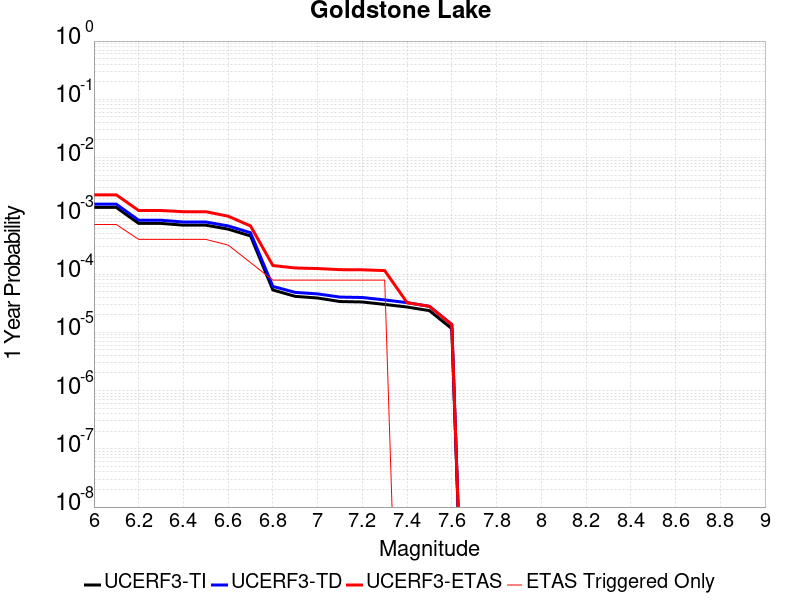 Goldstone Lake
10^0
10^-1
10^-2
10^-3
10^-4
10^-5
10^-6
10^-7
10^-8
1 Year Probability
6 6.2 6.4 6.6 6.8 7 7.2 7.4 7.6 7.8 8 8.2 8.4 8.6 8.8 9
Magnitude
UCERF3-TI UCERF3-TD UCERF3-ETAS ETAS Triggered Only